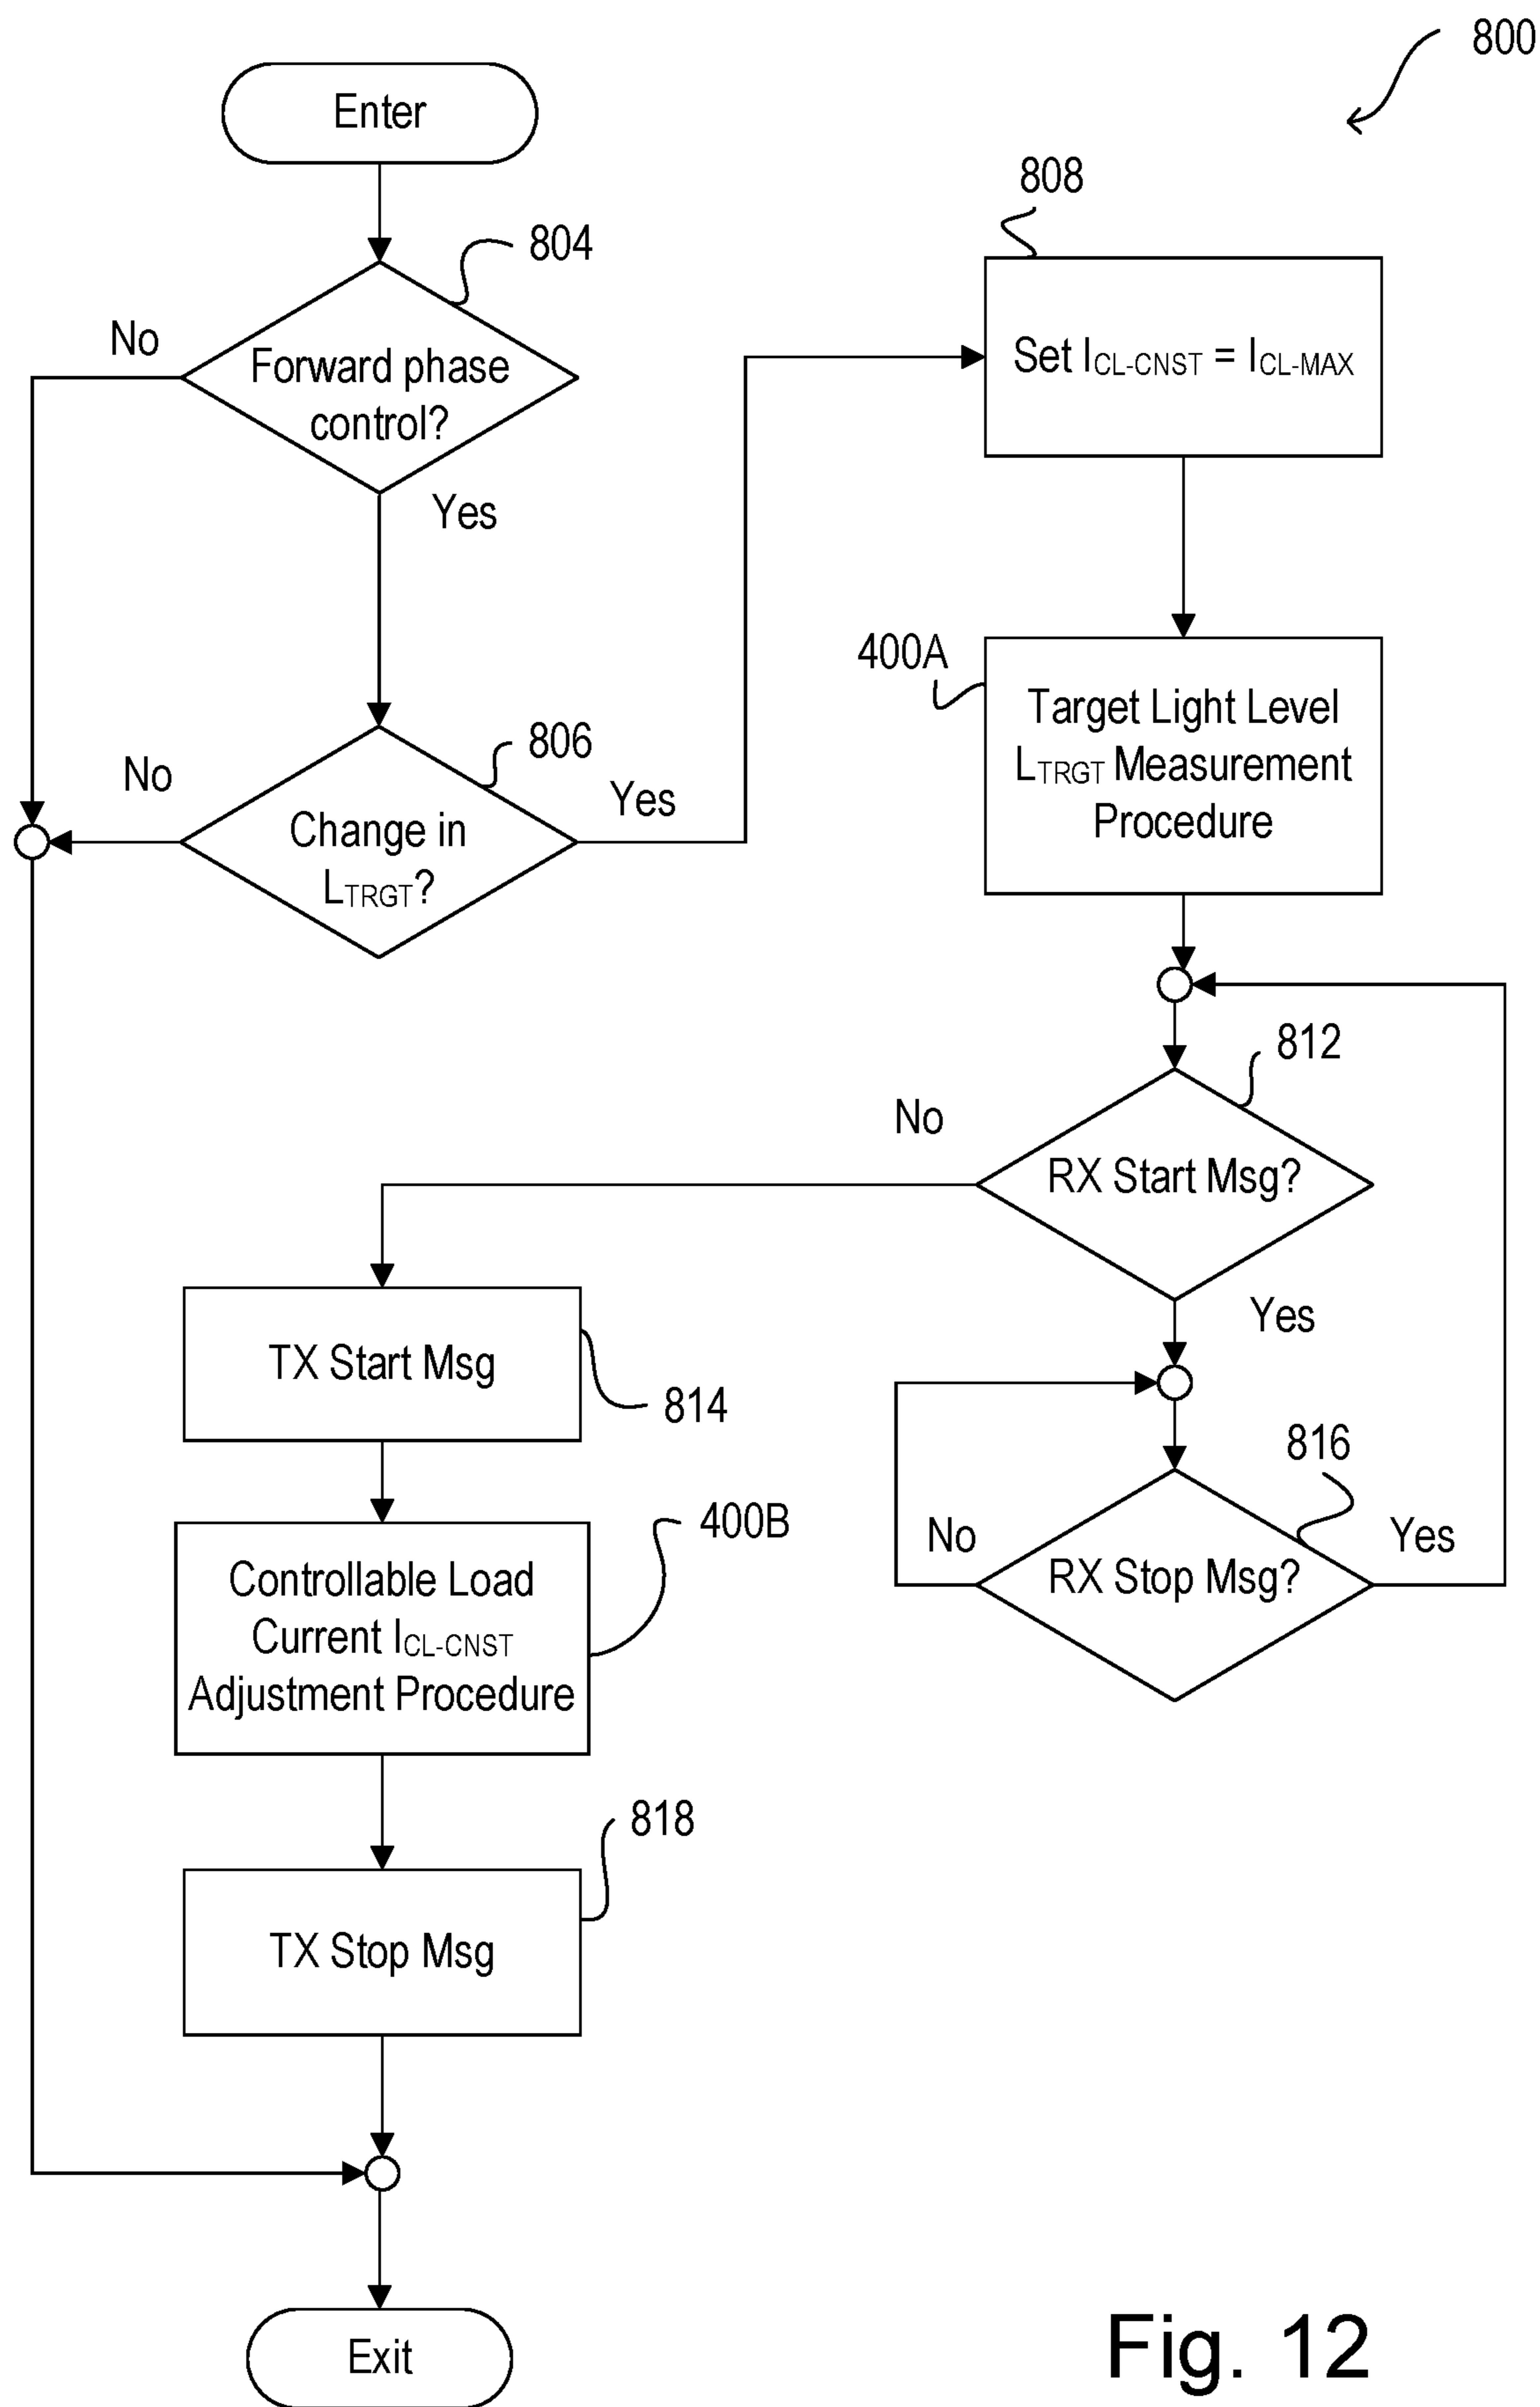 800
Enter
804
No
Forward phase
control?
Yes
806
No
Change in
LTRGT?
Yes
808
Set ICL-CNST = ICL-MAX
400A
Target Light Level
LTRGT Measurement
Procedure
812
No
RX Start Msg?
Yes
TX Start Msg
814
816
No
RX Stop Msg?
Yes
400B
Controllable Load
Current ICL-CNST
Adjustment Procedure
818
TX Stop Msg
Exit
Fig. 12